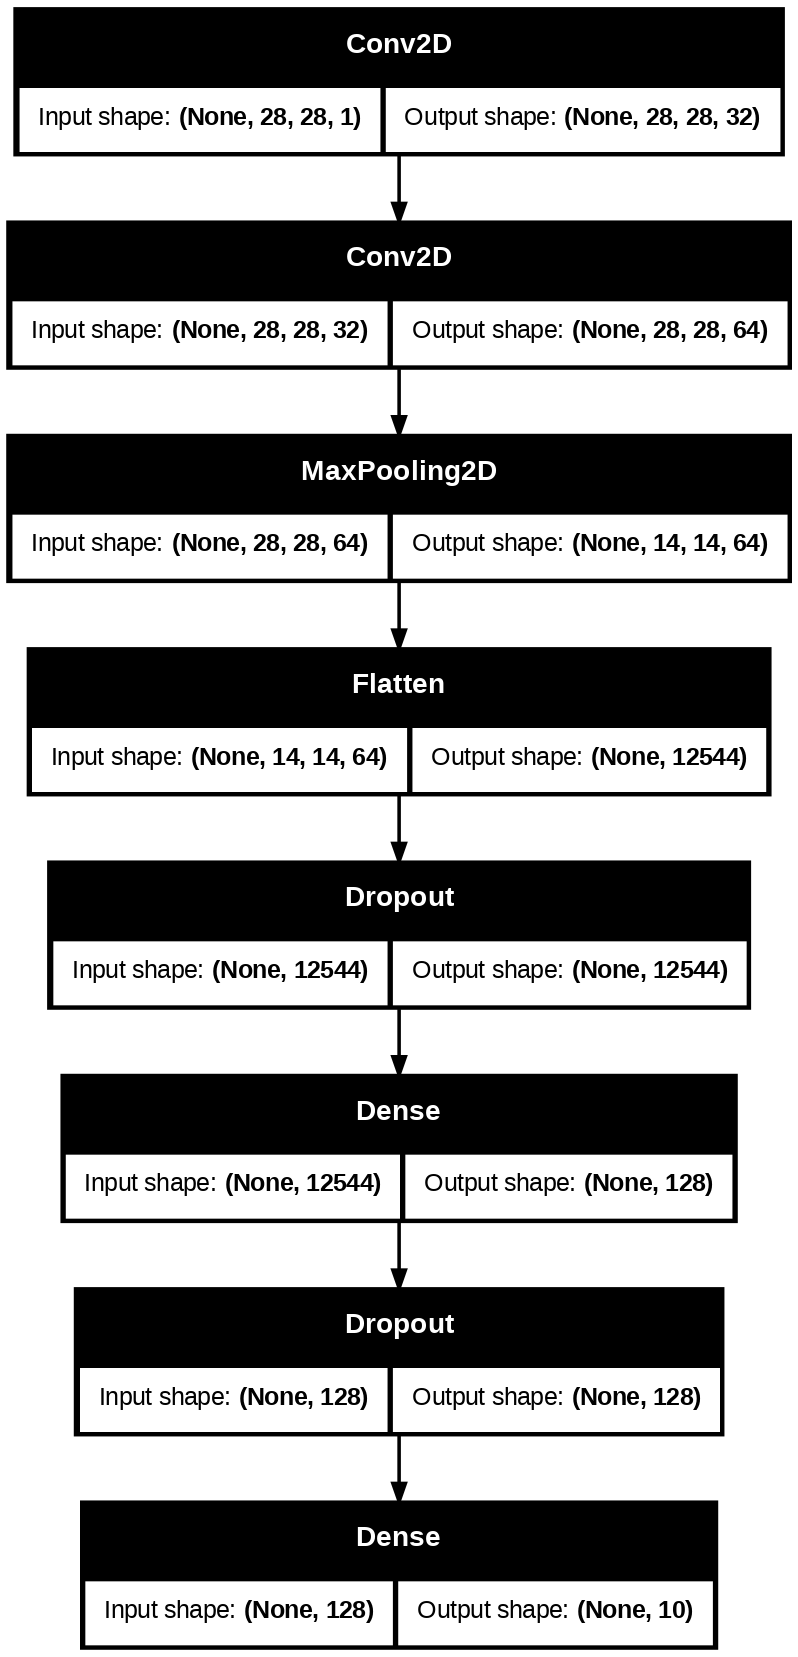 Conv2D
Input shape: (None, 28, 28, 1) Output shape: (None, 28, 28, 32)
Conv2D
Input shape: (None, 28, 28, 32) Output shape: (None, 28, 28, 64)
MaxPooling2D
Input shape: (None, 28, 28, 64) Output shape: (None, 14, 14, 64)
Flatten
Input shape: (None, 14, 14, 64) Output shape: (None, 12544)
Dropout
Input shape: (None, 12544) Output shape: (None, 12544)
Dense
Input shape: (None, 12544) Output shape: (None, 128)
Dropout
Input shape: (None, 128) Output shape: (None, 128)
Dense
Input shape: (None, 128) Output shape: (None, 10)